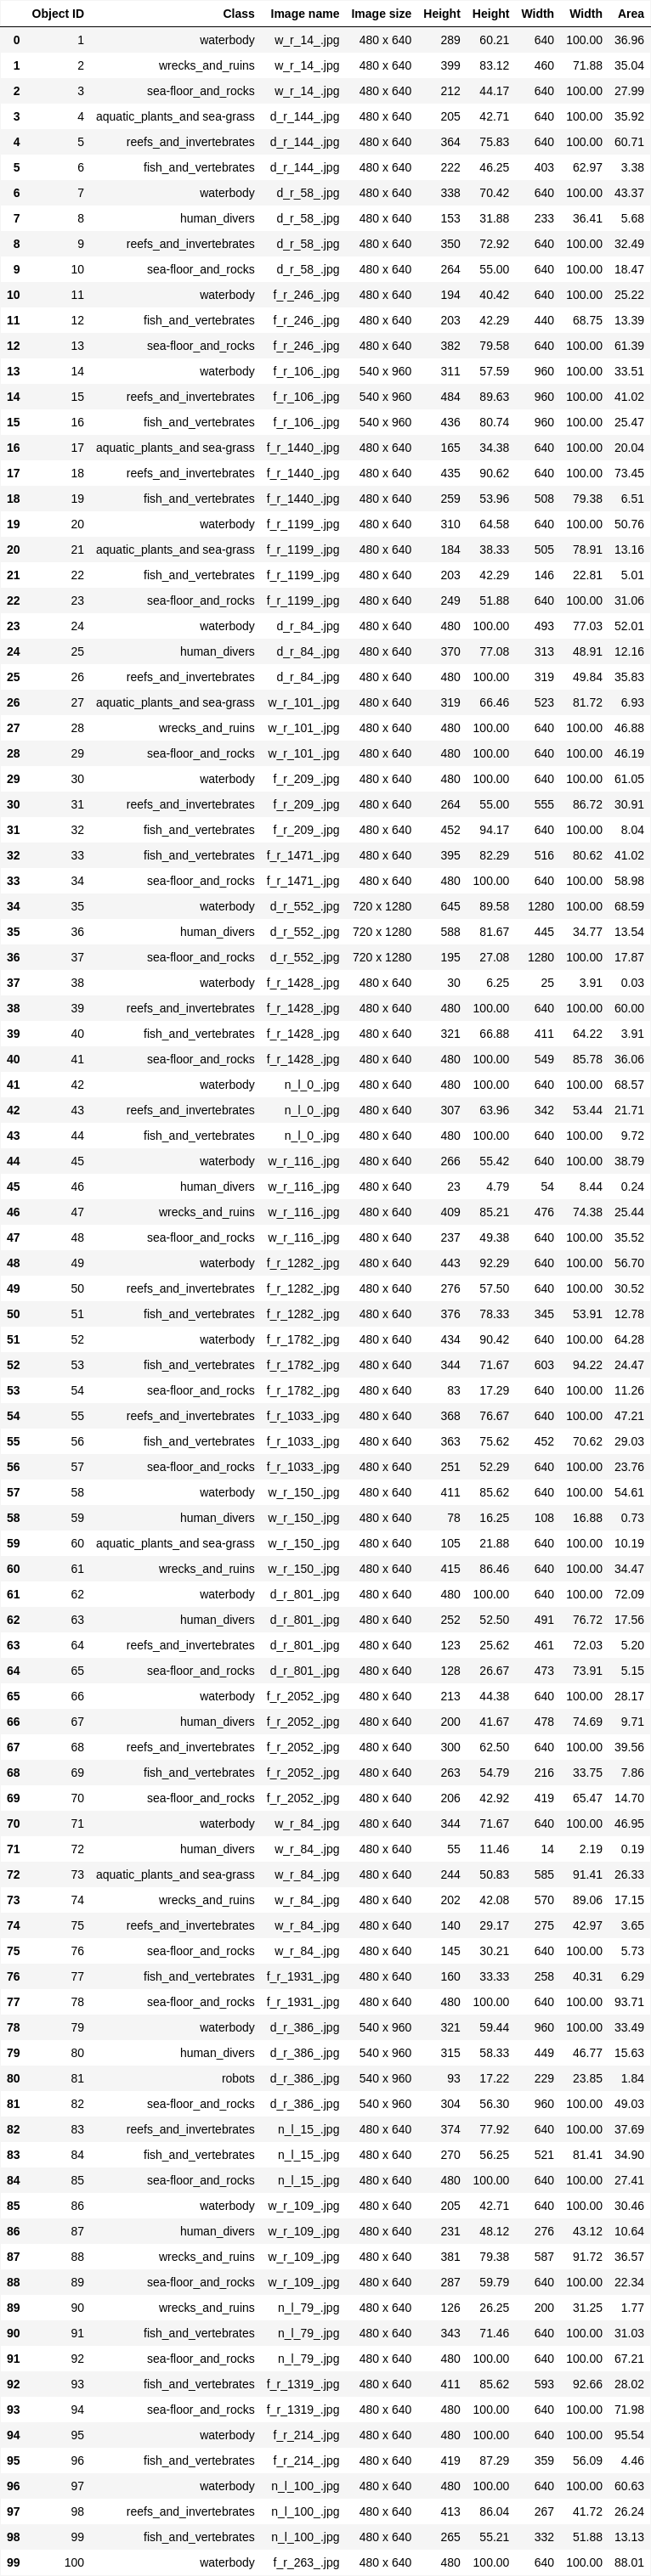 Object ID Class Image name Image size Height Height Width Width Area
0 1 waterbody w_r_14_.jpg 480 x 640 289 60.21 640 100.00 36.96
1 2 wrecks_and_ruins w_r_14_.jpg 480 x 640 399 83.12 460 71.88 35.04
2 3 sea-floor_and_rocks w_r_14_.jpg 480 x 640 212 44.17 640 100.00 27.99
3 4 aquatic_plants_and sea-grass d_r_144_.jpg 480 x 640 205 42.71 640 100.00 35.92
4 5 reefs_and_invertebrates d_r_144_.jpg 480 x 640 364 75.83 640 100.00 60.71
5 6 fish_and_vertebrates d_r_144_.jpg 480 x 640 222 46.25 403 62.97 3.38
6 7 waterbody d_r_58_.jpg 480 x 640 338 70.42 640 100.00 43.37
7 8 human_divers d_r_58_.jpg 480 x 640 153 31.88 233 36.41 5.68
8 9 reefs_and_invertebrates d_r_58_.jpg 480 x 640 350 72.92 640 100.00 32.49
9 10 sea-floor_and_rocks d_r_58_.jpg 480 x 640 264 55.00 640 100.00 18.47
10 11 waterbody f_r_246_.jpg 480 x 640 194 40.42 640 100.00 25.22
11 12 fish_and_vertebrates f_r_246_.jpg 480 x 640 203 42.29 440 68.75 13.39
12 13 sea-floor_and_rocks f_r_246_.jpg 480 x 640 382 79.58 640 100.00 61.39
13 14 waterbody f_r_106_.jpg 540 x 960 311 57.59 960 100.00 33.51
14 15 reefs_and_invertebrates f_r_106_.jpg 540 x 960 484 89.63 960 100.00 41.02
15 16 fish_and_vertebrates f_r_106_.jpg 540 x 960 436 80.74 960 100.00 25.47
16 17 aquatic_plants_and sea-grass f_r_1440_.jpg 480 x 640 165 34.38 640 100.00 20.04
17 18 reefs_and_invertebrates f_r_1440_.jpg 480 x 640 435 90.62 640 100.00 73.45
18 19 fish_and_vertebrates f_r_1440_.jpg 480 x 640 259 53.96 508 79.38 6.51
19 20 waterbody f_r_1199_.jpg 480 x 640 310 64.58 640 100.00 50.76
20 21 aquatic_plants_and sea-grass f_r_1199_.jpg 480 x 640 184 38.33 505 78.91 13.16
21 22 fish_and_vertebrates f_r_1199_.jpg 480 x 640 203 42.29 146 22.81 5.01
22 23 sea-floor_and_rocks f_r_1199_.jpg 480 x 640 249 51.88 640 100.00 31.06
23 24 waterbody d_r_84_.jpg 480 x 640 480 100.00 493 77.03 52.01
24 25 human_divers d_r_84_.jpg 480 x 640 370 77.08 313 48.91 12.16
25 26 reefs_and_invertebrates d_r_84_.jpg 480 x 640 480 100.00 319 49.84 35.83
26 27 aquatic_plants_and sea-grass w_r_101_.jpg 480 x 640 319 66.46 523 81.72 6.93
27 28 wrecks_and_ruins w_r_101_.jpg 480 x 640 480 100.00 640 100.00 46.88
28 29 sea-floor_and_rocks w_r_101_.jpg 480 x 640 480 100.00 640 100.00 46.19
29 30 waterbody f_r_209_.jpg 480 x 640 480 100.00 640 100.00 61.05
30 31 reefs_and_invertebrates f_r_209_.jpg 480 x 640 264 55.00 555 86.72 30.91
31 32 fish_and_vertebrates f_r_209_.jpg 480 x 640 452 94.17 640 100.00 8.04
32 33 fish_and_vertebrates f_r_1471_.jpg 480 x 640 395 82.29 516 80.62 41.02
33 34 sea-floor_and_rocks f_r_1471_.jpg 480 x 640 480 100.00 640 100.00 58.98
34 35 waterbody d_r_552_.jpg 720 x 1280 645 89.58 1280 100.00 68.59
35 36 human_divers d_r_552_.jpg 720 x 1280 588 81.67 445 34.77 13.54
36 37 sea-floor_and_rocks d_r_552_.jpg 720 x 1280 195 27.08 1280 100.00 17.87
37 38 waterbody f_r_1428_.jpg 480 x 640 30 6.25 25 3.91 0.03
38 39 reefs_and_invertebrates f_r_1428_.jpg 480 x 640 480 100.00 640 100.00 60.00
39 40 fish_and_vertebrates f_r_1428_.jpg 480 x 640 321 66.88 411 64.22 3.91
40 41 sea-floor_and_rocks f_r_1428_.jpg 480 x 640 480 100.00 549 85.78 36.06
41 42 waterbody n_l_0_.jpg 480 x 640 480 100.00 640 100.00 68.57
42 43 reefs_and_invertebrates n_l_0_.jpg 480 x 640 307 63.96 342 53.44 21.71
43 44 fish_and_vertebrates n_l_0_.jpg 480 x 640 480 100.00 640 100.00 9.72
44 45 waterbody w_r_116_.jpg 480 x 640 266 55.42 640 100.00 38.79
45 46 human_divers w_r_116_.jpg 480 x 640 23 4.79 54 8.44 0.24
46 47 wrecks_and_ruins w_r_116_.jpg 480 x 640 409 85.21 476 74.38 25.44
47 48 sea-floor_and_rocks w_r_116_.jpg 480 x 640 237 49.38 640 100.00 35.52
48 49 waterbody f_r_1282_.jpg 480 x 640 443 92.29 640 100.00 56.70
49 50 reefs_and_invertebrates f_r_1282_.jpg 480 x 640 276 57.50 640 100.00 30.52
50 51 fish_and_vertebrates f_r_1282_.jpg 480 x 640 376 78.33 345 53.91 12.78
51 52 waterbody f_r_1782_.jpg 480 x 640 434 90.42 640 100.00 64.28
52 53 fish_and_vertebrates f_r_1782_.jpg 480 x 640 344 71.67 603 94.22 24.47
53 54 sea-floor_and_rocks f_r_1782_.jpg 480 x 640 83 17.29 640 100.00 11.26
54 55 reefs_and_invertebrates f_r_1033_.jpg 480 x 640 368 76.67 640 100.00 47.21
55 56 fish_and_vertebrates f_r_1033_.jpg 480 x 640 363 75.62 452 70.62 29.03
56 57 sea-floor_and_rocks f_r_1033_.jpg 480 x 640 251 52.29 640 100.00 23.76
57 58 waterbody w_r_150_.jpg 480 x 640 411 85.62 640 100.00 54.61
58 59 human_divers w_r_150_.jpg 480 x 640 78 16.25 108 16.88 0.73
59 60 aquatic_plants_and sea-grass w_r_150_.jpg 480 x 640 105 21.88 640 100.00 10.19
60 61 wrecks_and_ruins w_r_150_.jpg 480 x 640 415 86.46 640 100.00 34.47
61 62 waterbody d_r_801_.jpg 480 x 640 480 100.00 640 100.00 72.09
62 63 human_divers d_r_801_.jpg 480 x 640 252 52.50 491 76.72 17.56
63 64 reefs_and_invertebrates d_r_801_.jpg 480 x 640 123 25.62 461 72.03 5.20
64 65 sea-floor_and_rocks d_r_801_.jpg 480 x 640 128 26.67 473 73.91 5.15
65 66 waterbody f_r_2052_.jpg 480 x 640 213 44.38 640 100.00 28.17
66 67 human_divers f_r_2052_.jpg 480 x 640 200 41.67 478 74.69 9.71
67 68 reefs_and_invertebrates f_r_2052_.jpg 480 x 640 300 62.50 640 100.00 39.56
68 69 fish_and_vertebrates f_r_2052_.jpg 480 x 640 263 54.79 216 33.75 7.86
69 70 sea-floor_and_rocks f_r_2052_.jpg 480 x 640 206 42.92 419 65.47 14.70
70 71 waterbody w_r_84_.jpg 480 x 640 344 71.67 640 100.00 46.95
71 72 human_divers w_r_84_.jpg 480 x 640 55 11.46 14 2.19 0.19
72 73 aquatic_plants_and sea-grass w_r_84_.jpg 480 x 640 244 50.83 585 91.41 26.33
73 74 wrecks_and_ruins w_r_84_.jpg 480 x 640 202 42.08 570 89.06 17.15
74 75 reefs_and_invertebrates w_r_84_.jpg 480 x 640 140 29.17 275 42.97 3.65
75 76 sea-floor_and_rocks w_r_84_.jpg 480 x 640 145 30.21 640 100.00 5.73
76 77 fish_and_vertebrates f_r_1931_.jpg 480 x 640 160 33.33 258 40.31 6.29
77 78 sea-floor_and_rocks f_r_1931_.jpg 480 x 640 480 100.00 640 100.00 93.71
78 79 waterbody d_r_386_.jpg 540 x 960 321 59.44 960 100.00 33.49
79 80 human_divers d_r_386_.jpg 540 x 960 315 58.33 449 46.77 15.63
80 81 robots d_r_386_.jpg 540 x 960 93 17.22 229 23.85 1.84
81 82 sea-floor_and_rocks d_r_386_.jpg 540 x 960 304 56.30 960 100.00 49.03
82 83 reefs_and_invertebrates n_l_15_.jpg 480 x 640 374 77.92 640 100.00 37.69
83 84 fish_and_vertebrates n_l_15_.jpg 480 x 640 270 56.25 521 81.41 34.90
84 85 sea-floor_and_rocks n_l_15_.jpg 480 x 640 480 100.00 640 100.00 27.41
85 86 waterbody w_r_109_.jpg 480 x 640 205 42.71 640 100.00 30.46
86 87 human_divers w_r_109_.jpg 480 x 640 231 48.12 276 43.12 10.64
87 88 wrecks_and_ruins w_r_109_.jpg 480 x 640 381 79.38 587 91.72 36.57
88 89 sea-floor_and_rocks w_r_109_.jpg 480 x 640 287 59.79 640 100.00 22.34
89 90 wrecks_and_ruins n_l_79_.jpg 480 x 640 126 26.25 200 31.25 1.77
90 91 fish_and_vertebrates n_l_79_.jpg 480 x 640 343 71.46 640 100.00 31.03
91 92 sea-floor_and_rocks n_l_79_.jpg 480 x 640 480 100.00 640 100.00 67.21
92 93 fish_and_vertebrates f_r_1319_.jpg 480 x 640 411 85.62 593 92.66 28.02
93 94 sea-floor_and_rocks f_r_1319_.jpg 480 x 640 480 100.00 640 100.00 71.98
94 95 waterbody f_r_214_.jpg 480 x 640 480 100.00 640 100.00 95.54
95 96 fish_and_vertebrates f_r_214_.jpg 480 x 640 419 87.29 359 56.09 4.46
96 97 waterbody n_l_100_.jpg 480 x 640 480 100.00 640 100.00 60.63
97 98 reefs_and_invertebrates n_l_100_.jpg 480 x 640 413 86.04 267 41.72 26.24
98 99 fish_and_vertebrates n_l_100_.jpg 480 x 640 265 55.21 332 51.88 13.13
99 100 waterbody f_r_263_.jpg 480 x 640 480 100.00 640 100.00 88.01